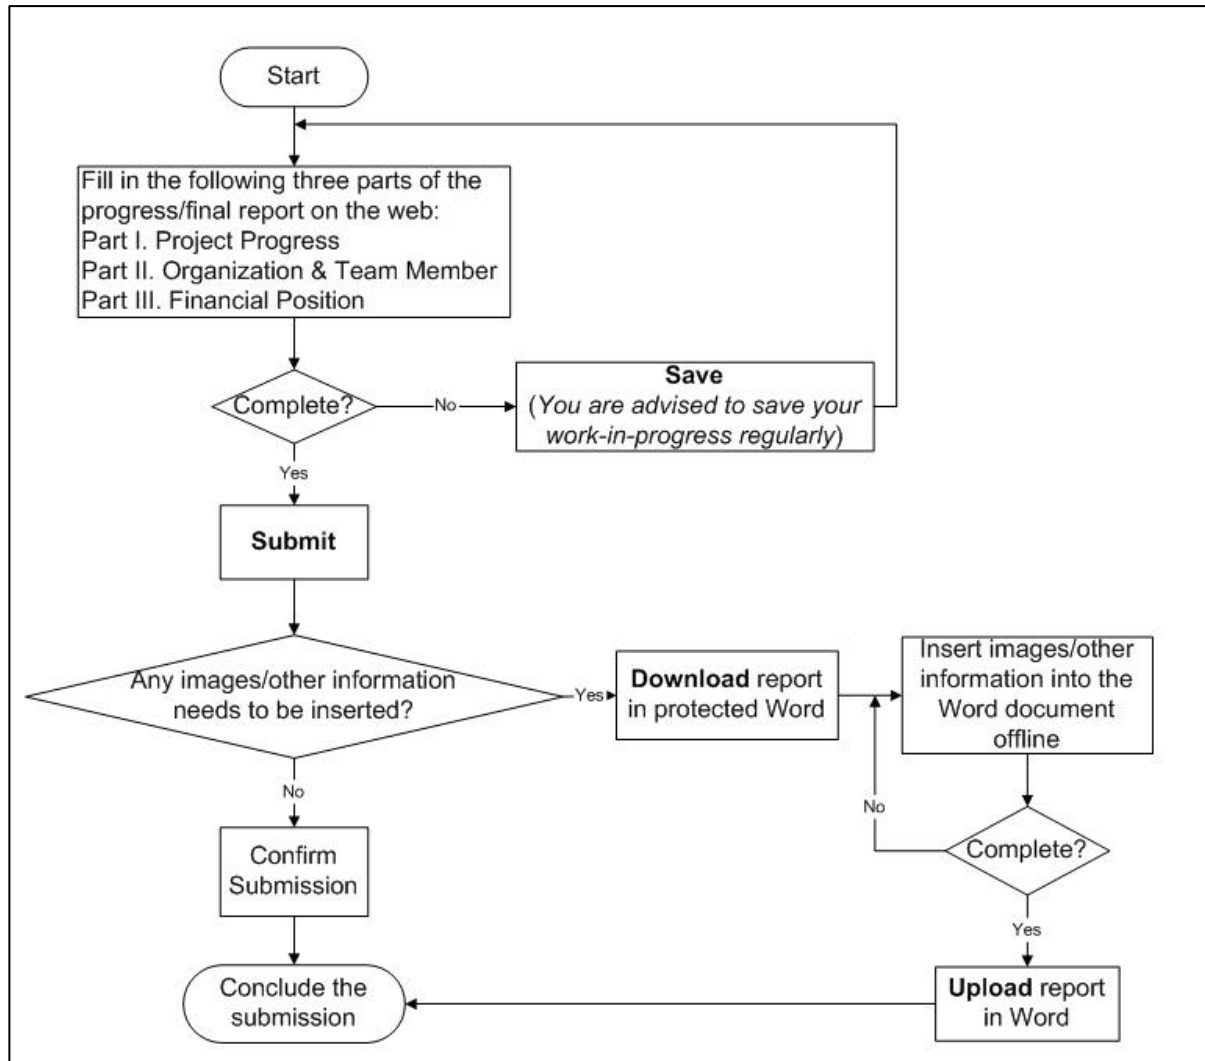 Start
Fill in the following three parts of the
progress/final report on the web:
Part I. Project Progress
Part II. Organization & Team Member
Part III. Financial Position
Complete?
No
Save
(You are advised to save your
work-in-progress regularly)
Yes
Submit
Any images/other information
needs to be inserted?
Yes
Download report
in protected Word
Insert images/other
information into the
Word document
offline
No
No
Complete?
Confirm
Submission
Yes
Conclude the
submission
Upload report
in Word